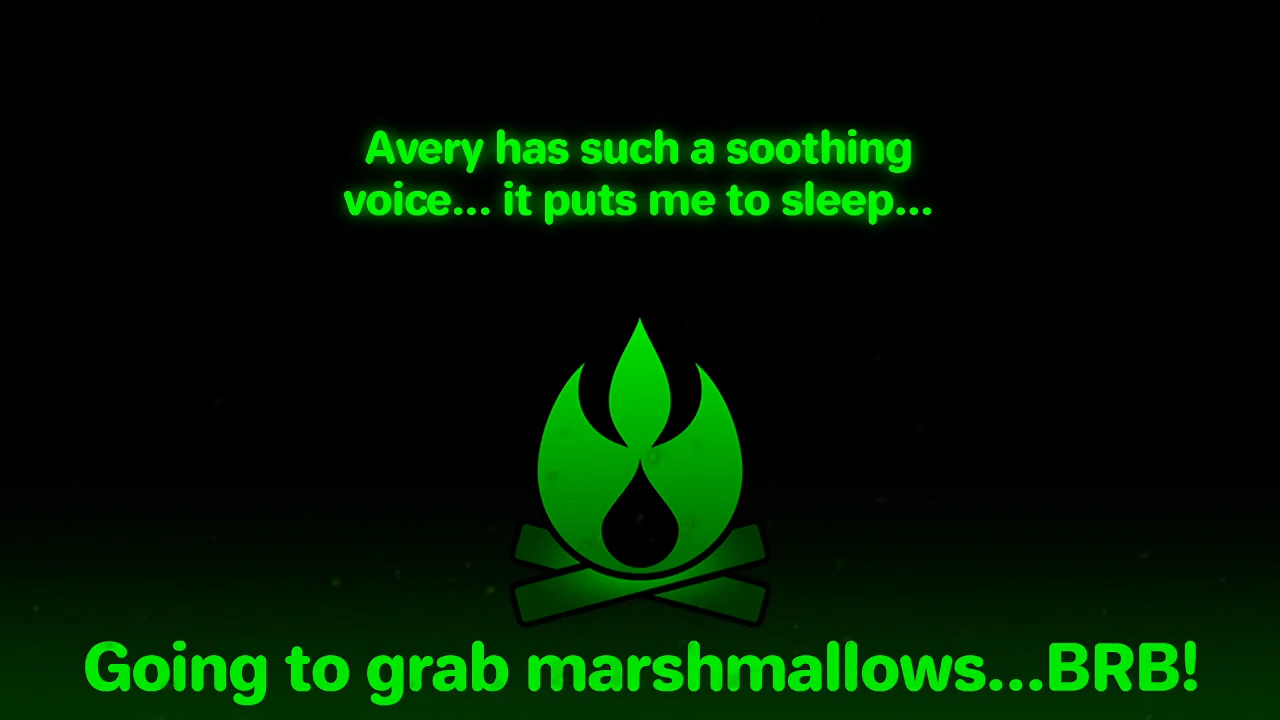 Avery has such a soothing
voice... it puts me to sleep...
Going to grab marshmallows...BRB!